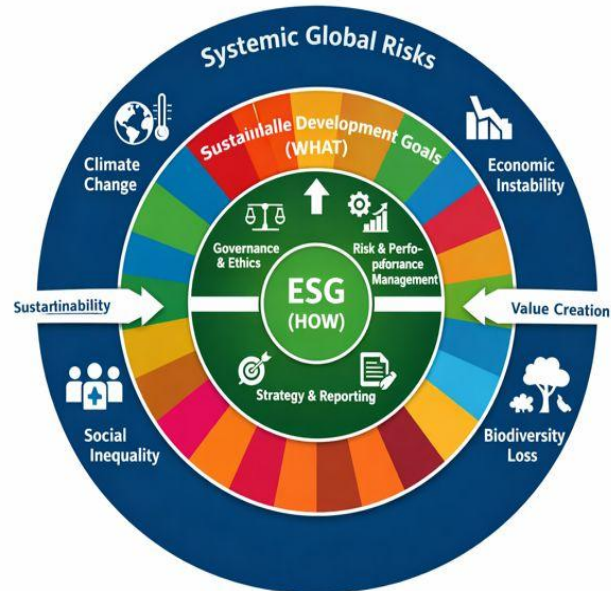 Systemic Global Risks
Sustainalle Development Goals
(WHAT)
Climate
Change
Economic
Instability
Governance
& Ethics
Risk & Perfo-
pformance
Management
ESG
(HOW)
Sustartinability
Value Creation
Strategy & Reporting
Social
Inequality
Biodiversity
Loss